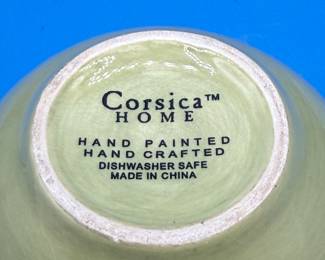 Corsica™
HOME
HAND PAINTED
HAND CRAFTED
DISHWASHER SAFE
MADE IN CHINA